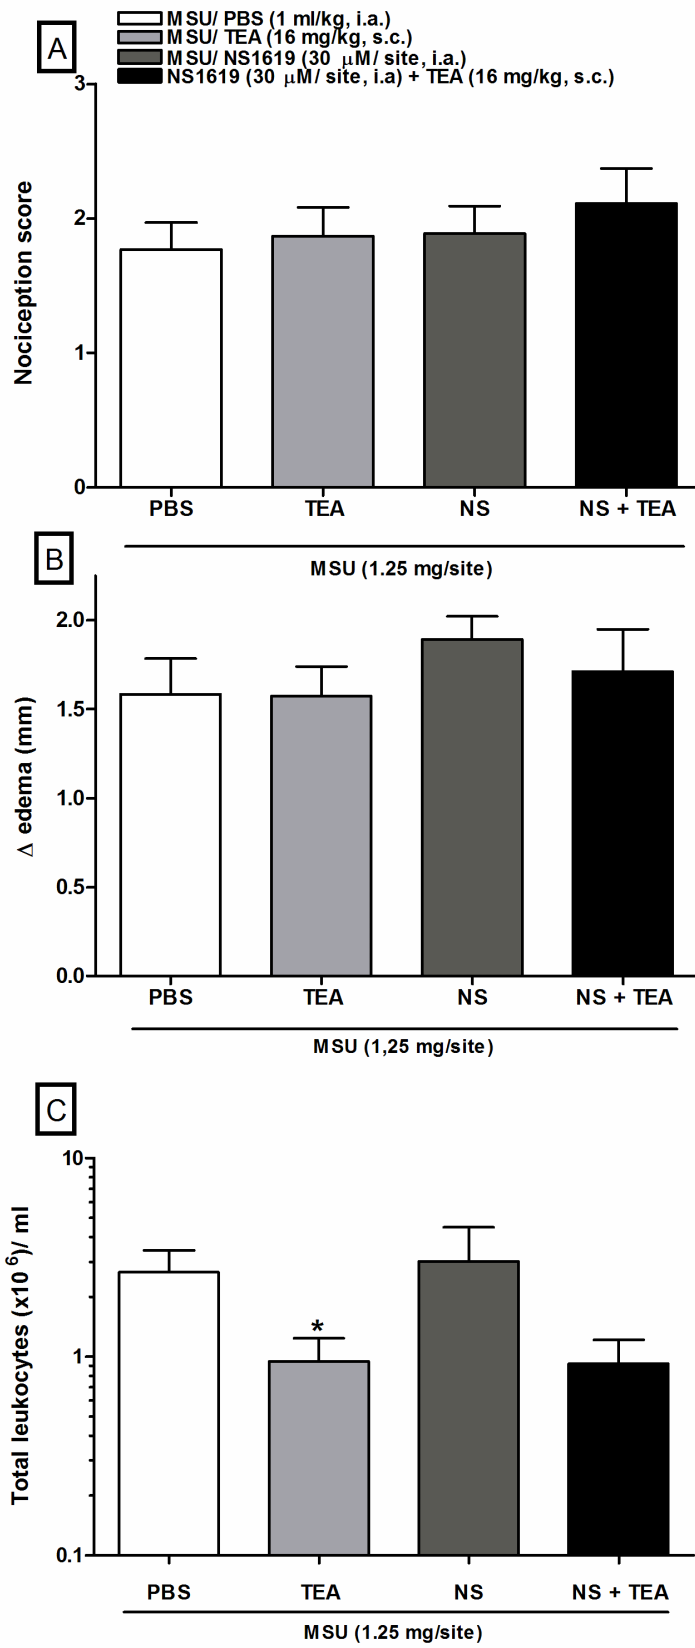 MSU/ PBS (1 ml/kg, i.a.)
MSU/ TEA (16 mg/kg, s.c.)
MSU/ NS1619 (30 μM/ site, i.a.)
NS1619 (30 μM/ site, i.a) + TEA (16 mg/kg, s.c.)
A
Nociception score
3
2
1
0
PBS TEA NS NS + TEA
MSU (1.25 mg/site)
B
Δ edema (mm)
2.0
1.5
1.0
0.5
0.0
PBS TEA NS NS + TEA
MSU (1,25 mg/site)
C
Total leukocytes (x10 6)/ ml
10
1
0.1
*
PBS TEA NS NS + TEA
MSU (1.25 mg/site)